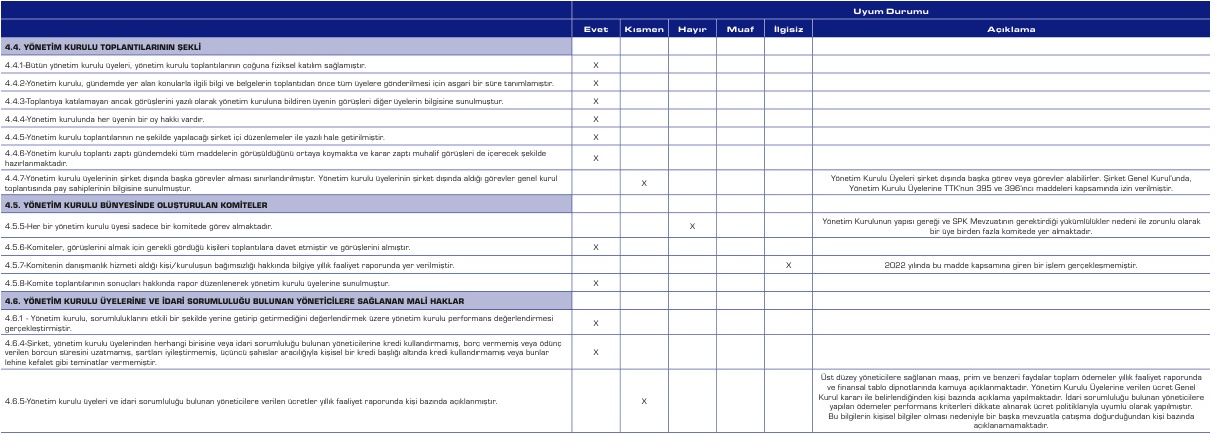 Uyum Durumu
Evet Kısmen Hayır Muaf İlgisiz Açıklama
4.4. YÖNETİM KURULU TOPLANTILARININ ŞEKLİ
4.4.1-Bütün yönetim kurulu üyeleri, yönetim kurulu toplantılarının çoğuna fiziksel katılım sağlamıştır. X
4.4.2-Yönetim kurulu, gündemde yer alan konularla ilgili bilgi ve belgelerin toplantıdan önce tüm üyelere gönderilmesi için asgari bir süre tanımlamıştır. X
4.4.3-Toplantıya katılamayan ancak görüşlerini yazılı olarak yönetim kuruluna bildiren üyenin görüşleri diğer üyelerin bilgisine sunulmuştur. X
4.4.4-Yönetim kurulunda her üyenin bir oy hakkı vardır. X
4.4.5-Yönetim kurulu toplantılarının ne şekilde yapılacağı şirket içi düzenlemeler ile yazılı hale getirilmiştir. X
4.4.6-Yönetim kurulu toplantı zaptı gündemdeki tüm maddelerin görüşüldüğünü ortaya koymakta ve karar zaptı muhalif görüşleri de içerecek şekilde
hazırlanmaktadır. X
4.4.7-Yönetim kurulu üyelerinin şirket dışında başka görevler alması sınırlandırılmıştır. Yönetim kurulu üyelerinin şirket dışında aldığı görevler genel kurul
toplantısında pay sahiplerinin bilgisine sunulmuştur. X
Yönetim Kurulu Üyeleri şirket dışında başka görev veya görevler alabilirler. Şirket Genel Kurul'unda,
Yönetim Kurulu Üyelerine TTK'nun 395 ve 396'ncı maddeleri kapsamında izin verilmiştir.
4.5. YÖNETİM KURULU BÜNYESİNDE OLUŞTURULAN KOMİTELER
4.5.5-Her bir yönetim kurulu üyesi sadece bir komitede görev almaktadır. X
Yönetim Kurulunun yapısı gereği ve SPK Mevzuatının gerektirdiği yükümlülükler nedeni ile zorunlu olarak
bir üye birden fazla komitede yer almaktadır.
4.5.6-Komiteler, görüşlerini almak için gerekli gördüğü kişileri toplantılara davet etmiştir ve görüşlerini almıştır. X
4.5.7-Komitenin danışmanlık hizmeti aldığı kişi/kuruluşun bağımsızlığı hakkında bilgiye yıllık faaliyet raporunda yer verilmiştir. X 2022 yılında bu madde kapsamına giren bir işlem gerçekleşmemiştir.
4.5.8-Komite toplantılarının sonuçları hakkında rapor düzenlenerek yönetim kurulu üyelerine sunulmuştur. X
4.6. YÖNETİM KURULU ÜYELERİNE VE İDARİ SORUMLULUĞU BULUNAN YÖNETİCİLERE SAĞLANAN MALİ HAKLAR
4.6.1 - Yönetim kurulu, sorumluluklarını etkili bir şekilde yerine getirip getirmediğini değerlendirmek üzere yönetim kurulu performans değerlendirmesi
gerçekleştirmiştir. X
4.6.4-Şirket, yönetim kurulu üyelerinden herhangi birisine veya idari sorumluluğu bulunan yöneticilerine kredi kullandırmamış, borç vermemiş veya ödünç
verilen borcun süresini uzatmamış, şartları iyileştirmemiş, üçüncü şahıslar aracılığıyla kişisel bir kredi başlığı altında kredi kullandırmamış veya bunlar
lehine kefalet gibi teminatlar vermemiştir. X
4.6.5-Yönetim kurulu üyeleri ve idari sorumluluğu bulunan yöneticilere verilen ücretler yıllık faaliyet raporunda kişi bazında açıklanmıştır. X
Üst düzey yöneticilere sağlanan maaş, prim ve benzeri faydalar toplam ödemeler yıllık faaliyet raporunda
ve finansal tablo dipnotlarında kamuya açıklanmaktadır. Yönetim Kurulu Üyelerine verilen ücret Genel
Kurul kararı ile belirlendiğinden kişi bazında açıklama yapılmaktadır. İdari sorumluluğu bulunan yöneticilere
yapılan ödemeler performans kriterleri dikkate alınarak ücret politikalarıyla uyumlu olarak yapılmıştır.
Bu bilgilerin kişisel bilgiler olması nedeniyle bir başka mevzuatla çatışma doğurduğundan kişi bazında
açıklanamamaktadır.